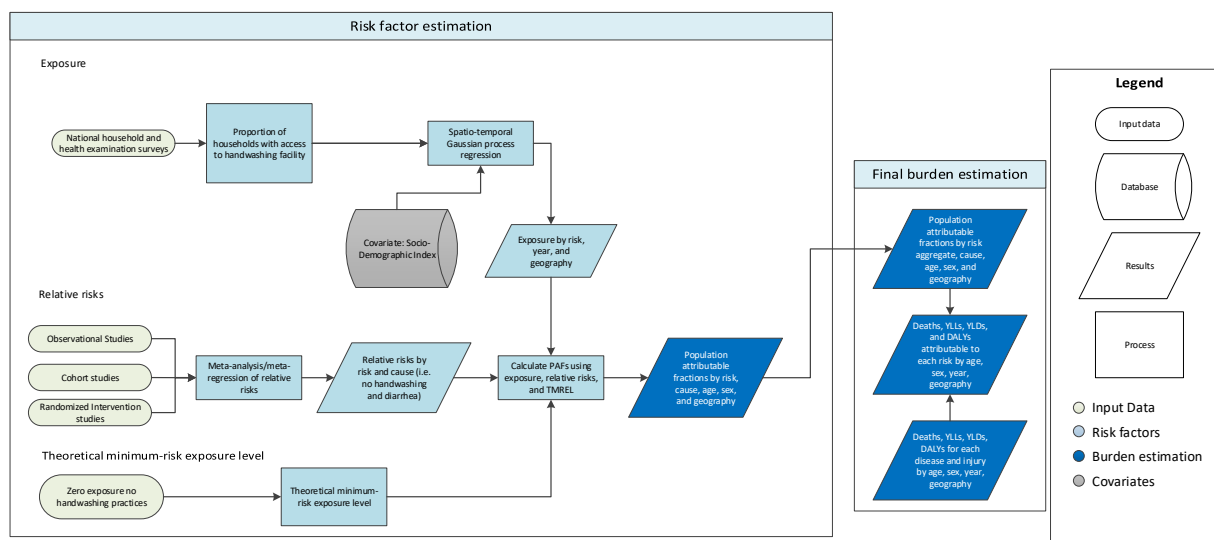 Risk factor estimation
Exposure
National household and
health examination surveys
Proportion of
households with access
to handwashing facility
Spatio-temporal
Gaussian process
regression
Covariate: Socio-
Demographic Index
Exposure by risk,
year, and
geography
Relative risks
Observational Studies
Cohort studies
Randomized Intervention
studies
Meta-analysis/meta-
regression of relative
risks
Relative risks by
risk and cause (i.e.
no handwashing
and diarrhea)
Calculate PAFs using
exposure, relative risks,
and TMREL
Population
attributable
fractions by risk,
cause, age, sex,
and geography
Theoretical minimum-risk exposure level
Zero exposure no
handwashing practices
Theoretical minimum-
risk exposure level
Final burden estimation
Population
attributable
fractions by risk
aggregate, cause,
age, sex, and
geography
Deaths, YLLs, YLDs,
and DALYs
attributable to
each risk by age,
sex, year,
geography
Deaths, YLLs, YLDs,
DALYs for each
disease and injury
by age, sex, year,
geography
Legend
Input data
Database
Results
Process
Input Data
Risk factors
Burden estimation
Covariates